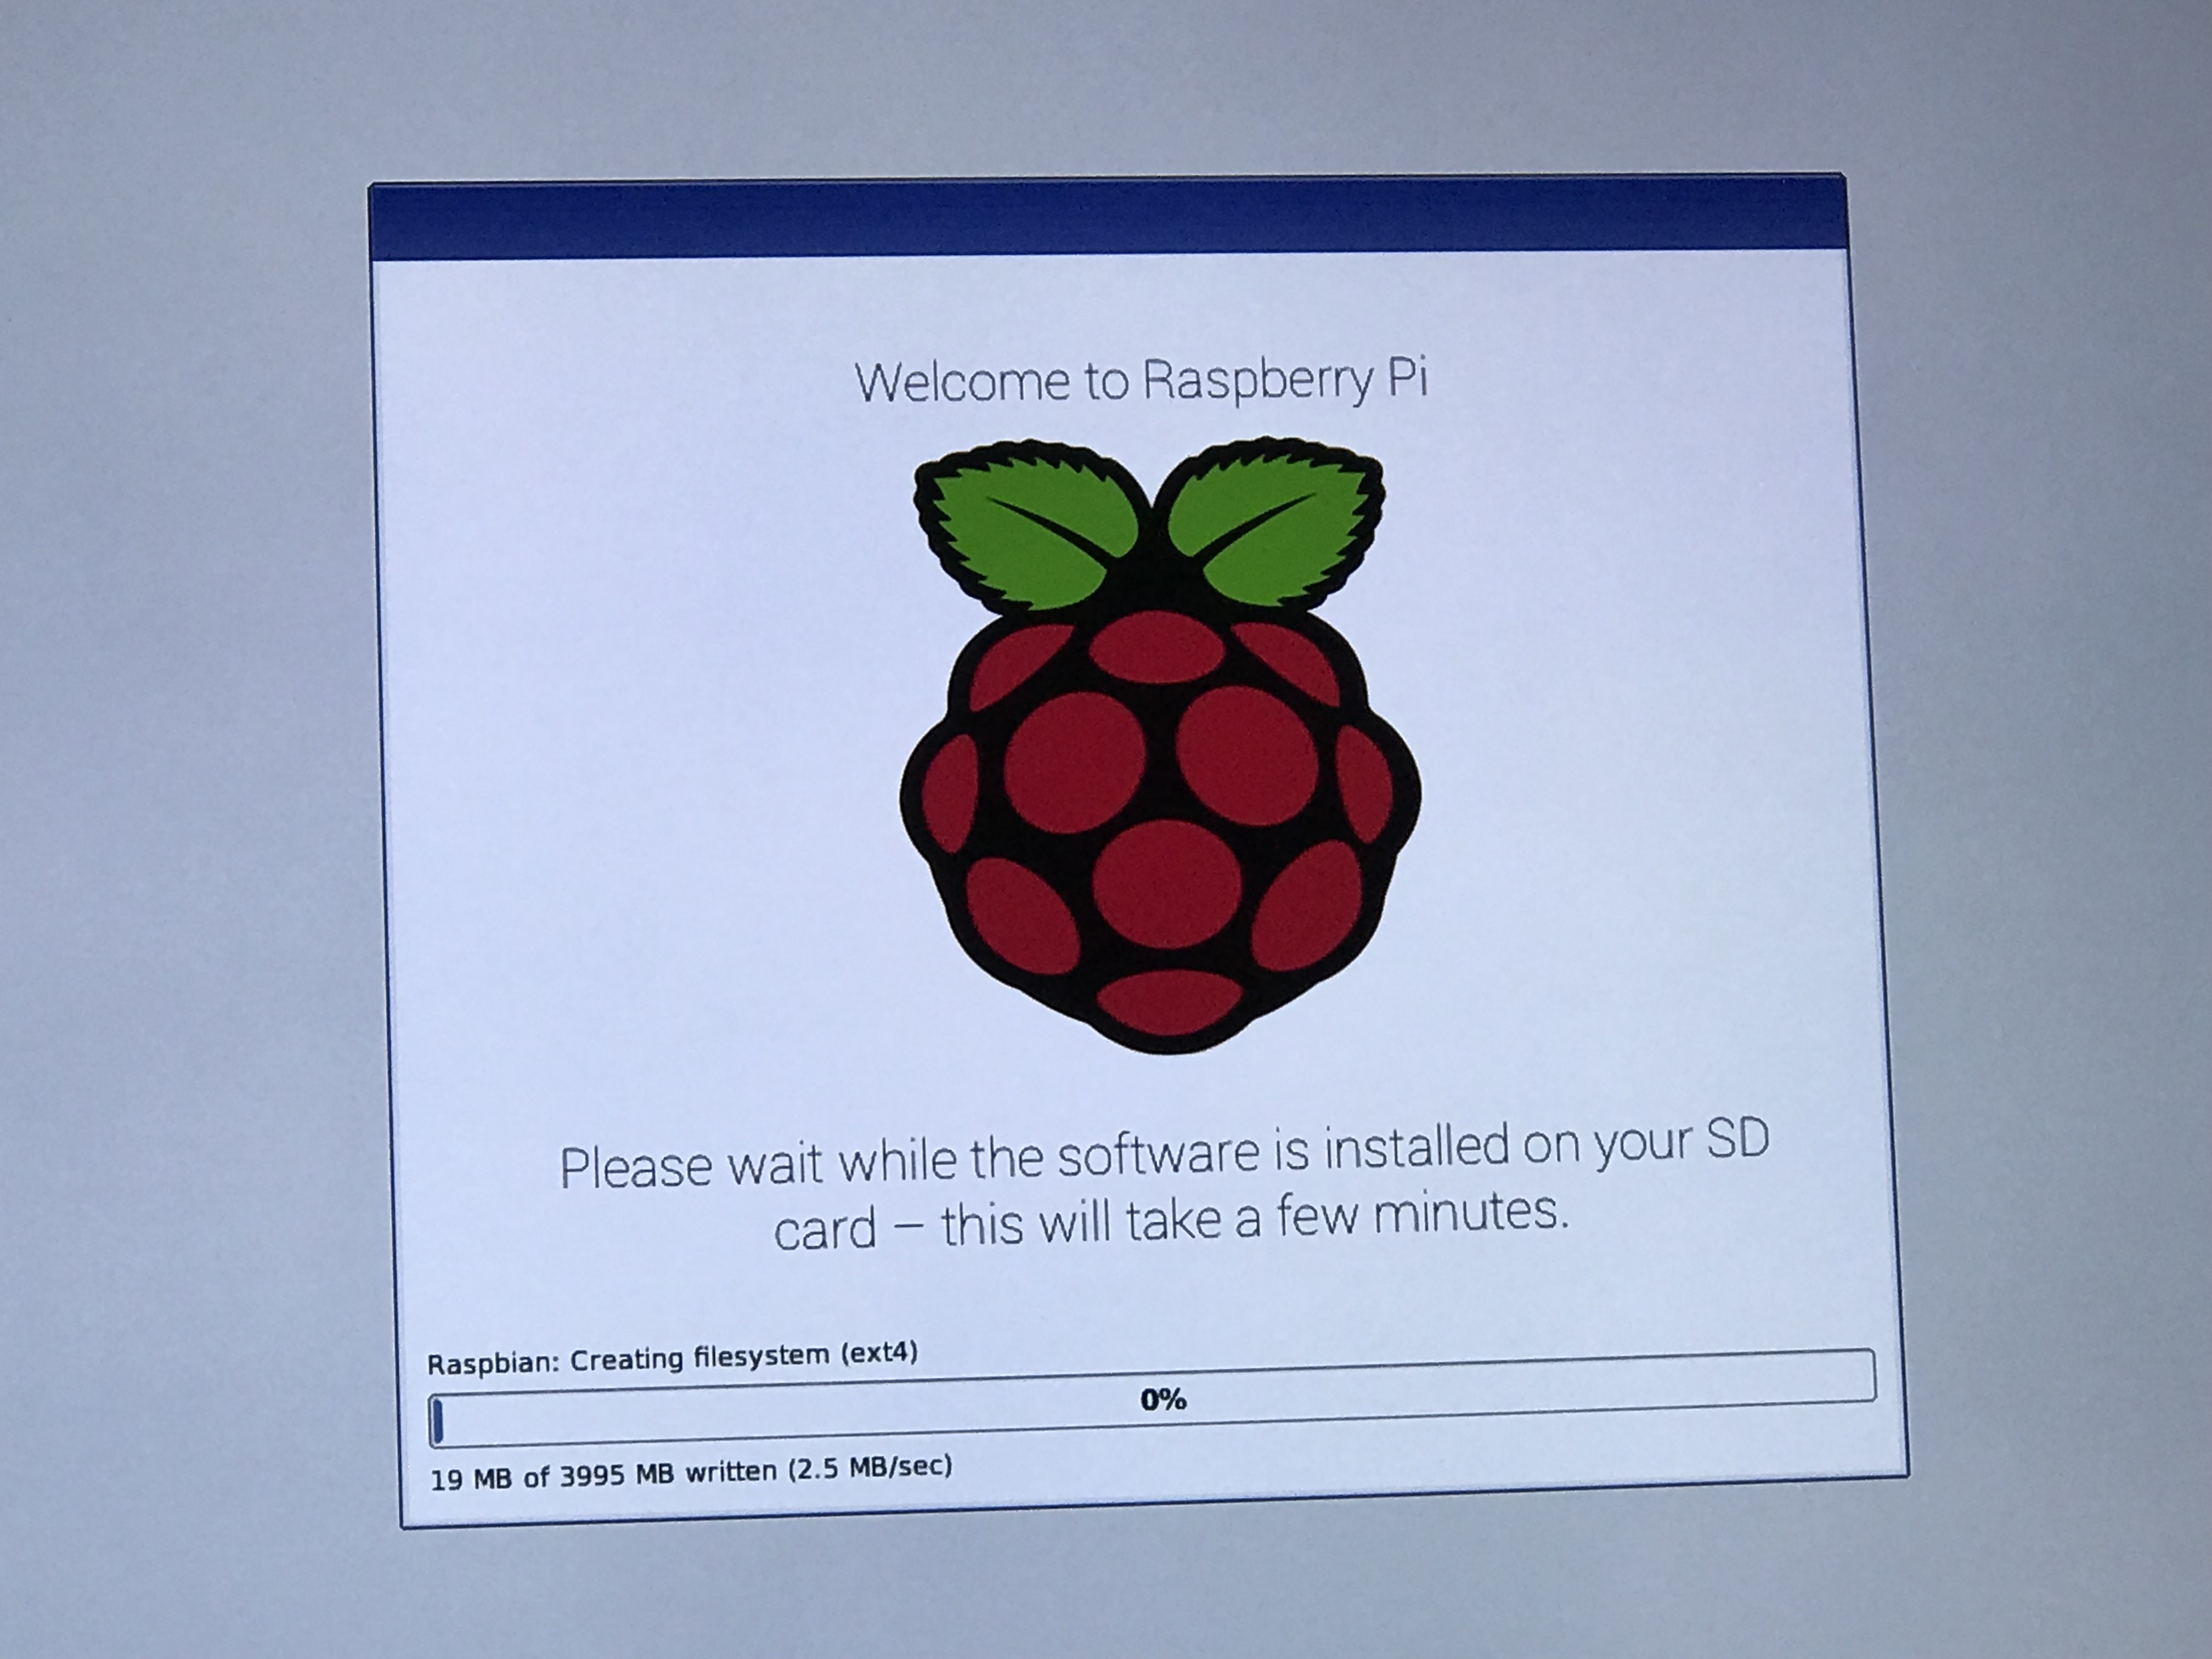 Welcome to Raspberry Pi
Please wait while the software is installed on your SD
card – this will take a few minutes.
Raspbian: Creating filesystem (ext4)
0%
19 MB of 3995 MB written (2.5 MB/sec)